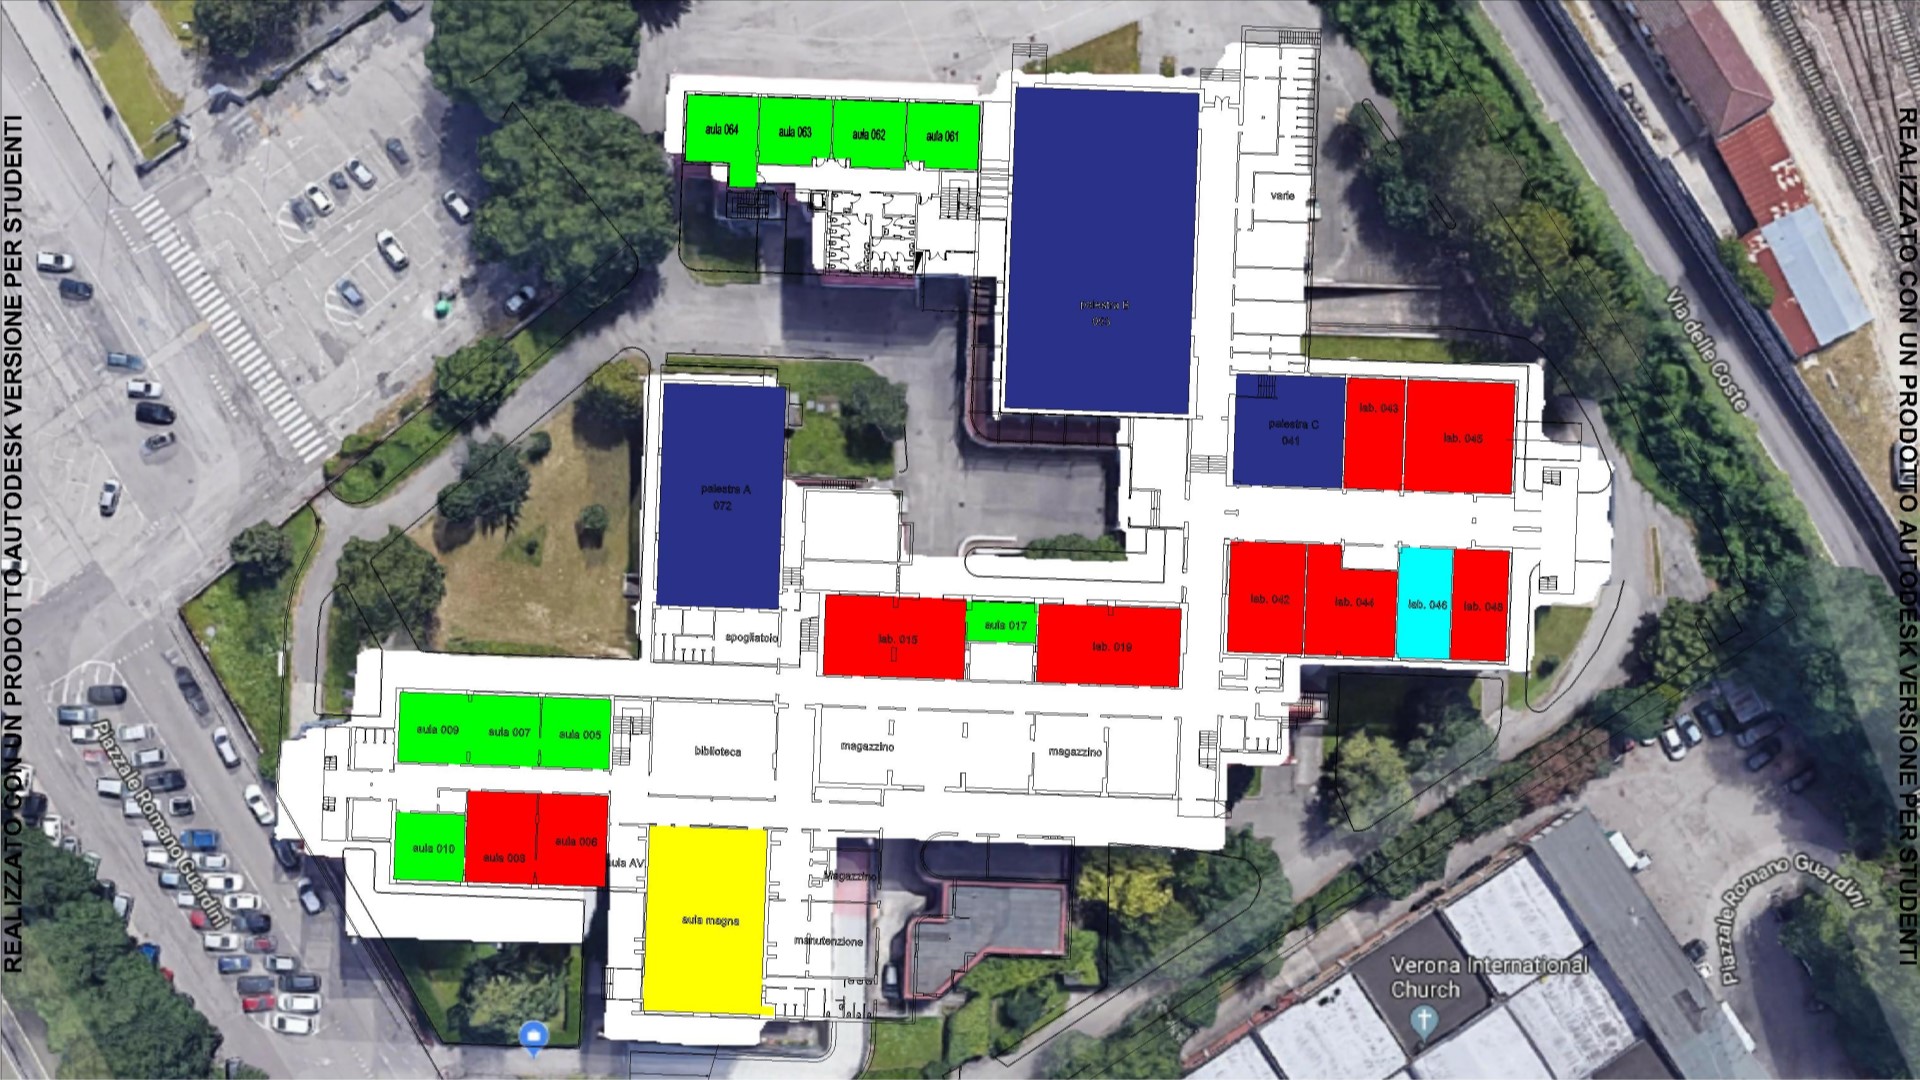 REALIZZATO CON UN PRODOTTO AUTODESK VERSIONE PER STUDENTI
REALIZZATO CON UN PRODOTTO AUTODESK VERSIONE PER STUDENTI
aula 064
aula 063
aula 062
aula 061
varie
palestra B
Via delle Coste
palestra C
041
lab. 043
lab. 045
palestra A
072
lab. 042
lab. 044
lab. 046
lab. 048
spogliatoio
lab. 015
aula 017
lab. 019
aula 009
aula 007
aula 005
biblioteca
magazzino
magazzino
Piazzale Romano Guardini
aula 010
aula 008
aula 006
aula AV
Magazzino
aula magna
manutenzione
Piazzale Romano Guardini
Verona International
Church